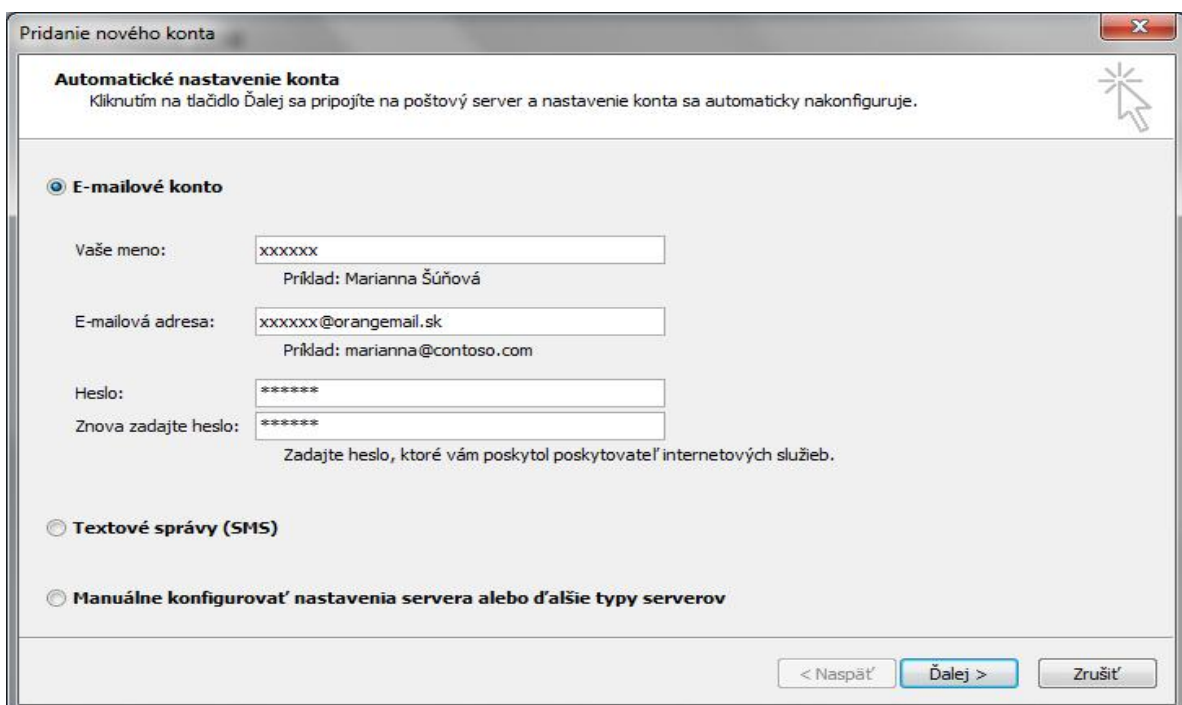 Pridanie nového konta
Automatické nastavenie konta
Kliknutím na tlačidlo Ďalej sa pripojíte na poštový server a nastavenie konta sa automaticky nakonfiguruje.
E-mailové konto
Vaše meno: xxxxxx
Príklad: Marianna Šúňová
E-mailová adresa: xxxxxx@orangemail.sk
Príklad: marianna@contoso.com
Heslo: ******
Znova zadajte heslo: ******
Zadajte heslo, ktoré vám poskytol poskytovateľ internetových služieb.
Textové správy (SMS)
Manuálne konfigurovať nastavenia servera alebo ďalšie typy serverov
< Naspäť Ďalej > Zrušiť